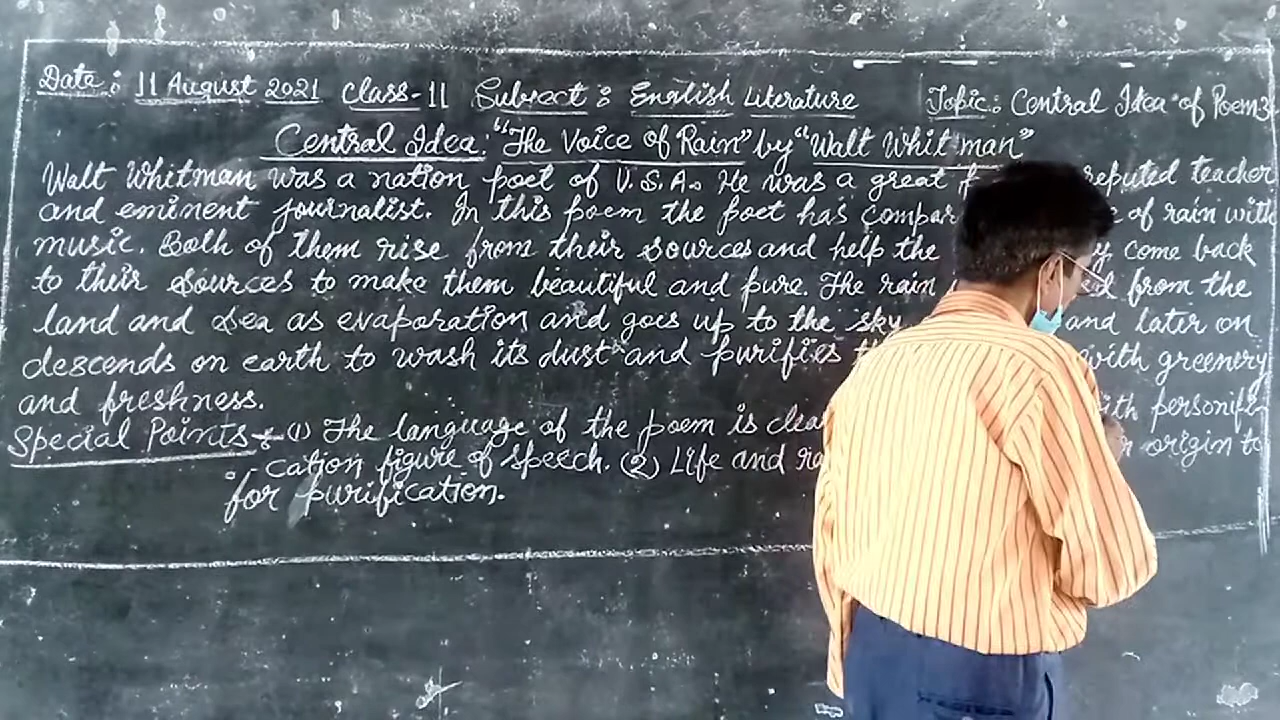 Date: 11 August 2021 Class-11 Subject: English Literature Topic: Central Idea of Poem3
Central Idea: "The Voice of Rain" by "Walt Whitman"
Walt Whitman was a nation poet of U.S.A. He was a great reputed teacher
and eminent journalist. In this poem the poet has compar of rain with
music. Both of them rise from their sources and help the come back
to their sources to make them beautiful and pure. The rain from the
land and sea as evaporation and goes up to the sky and later on
descends on earth to wash its dust and purifies with greenery
and freshness.
Special Points:- (1) The language of the poem is clea ith personifi-
cation figure of speech. (2) Life and ra origin to
for purification.